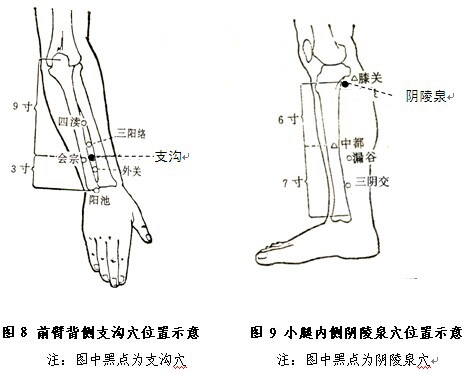 9寸
四渎
三阳络
支沟
会宗
3寸
外关
阳池
膝关
阴陵泉
6寸
中都
漏谷
7寸
三阴交
图8 前臂背侧支沟穴位置示意
注：图中黑点为支沟穴
图9 小腿内侧阴陵泉穴位置示意
注：图中黑点为阴陵泉穴